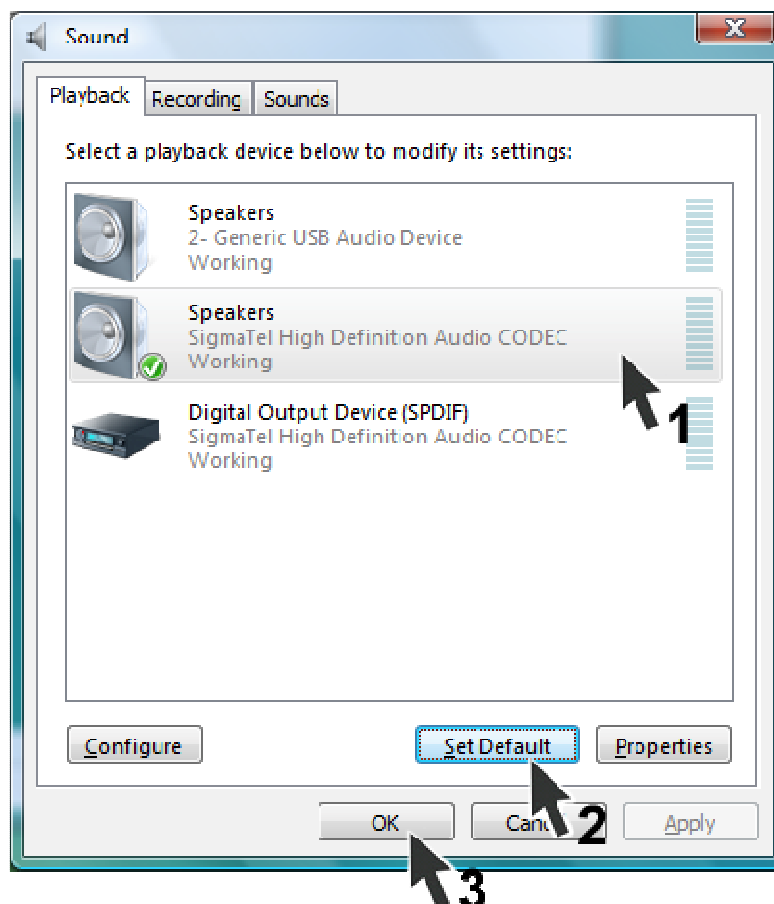 Sound
X
Playback Recording Sounds
Select a playback device below to modify its settings:
Speakers
2- Generic USB Audio Device
Working
Speakers
SigmaTel High Definition Audio CODEC
Working
1
Digital Output Device (SPDIF)
SigmaTel High Definition Audio CODEC
Working
Configure Set Default Properties
2
OK Canc Apply
3